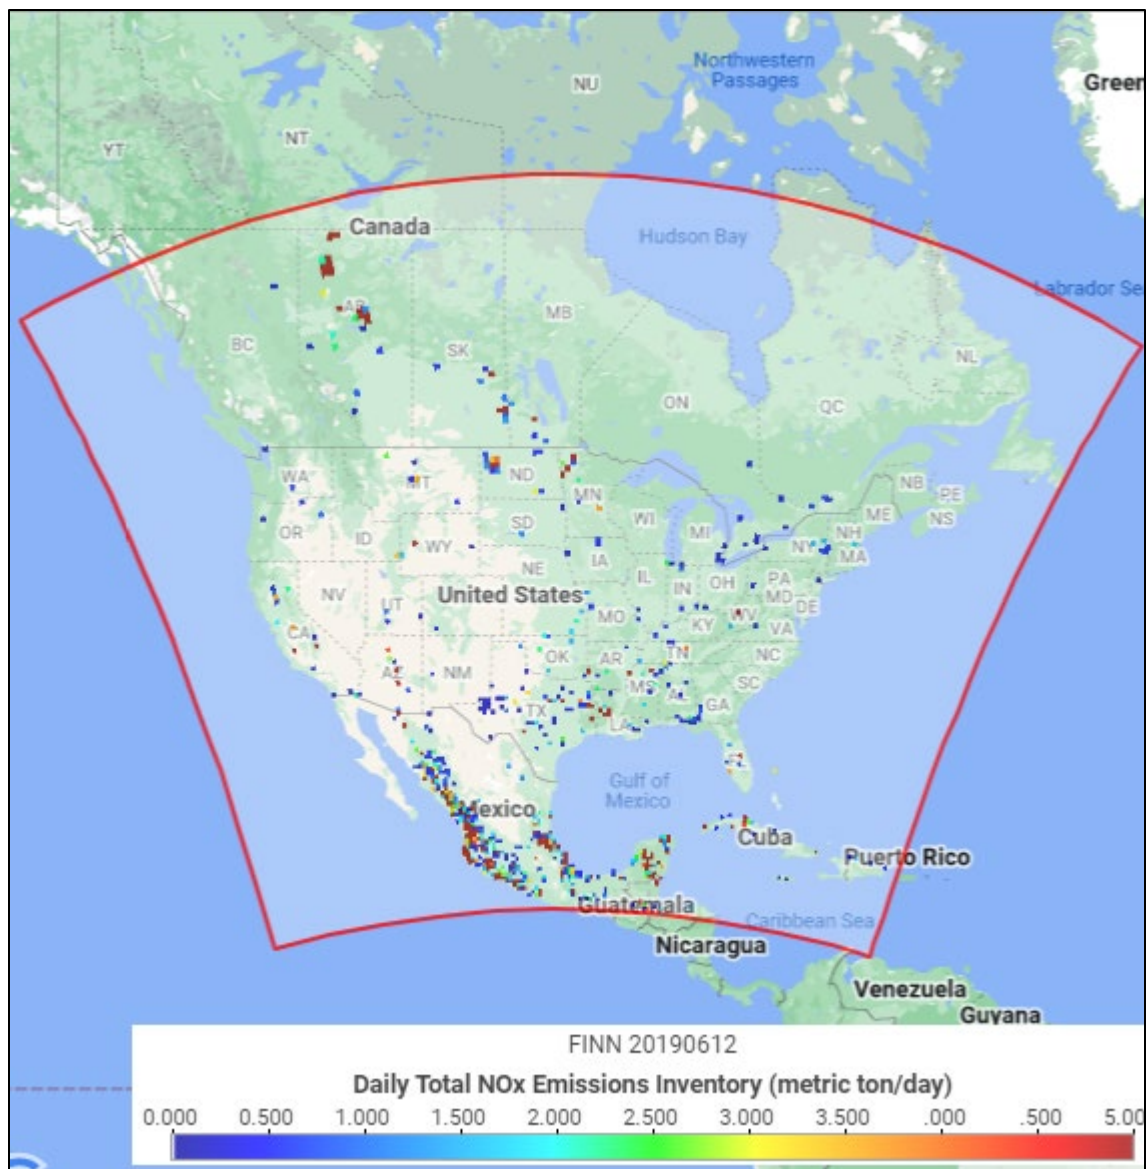 Northwestern
Passages
NU
Green
NT
YT
Canada
Hudson Bay
Labrador Se
AB
MB
BC
SK
NL
ON
QC
WA
ND
MT
MN
NB
PE
NS
ME
OR
ID
SD
WI
MI
NH
WY
NY
MA
IA
NE
IL
IN
OH
PA
NV
UT
United States
MD
DE
MO
KY
WV
VA
CA
OK
AR
TN
NC
AZ
NM
MS
AL
SC
GA
TX
LA
FL
Gulf of
Mexico
Mexico
Cuba
Puerto Rico
Guatemala
Caribbean Sea
Nicaragua
Venezuela
Guyana
FINN 20190612
Daily Total NOx Emissions Inventory (metric ton/day)
0.000 0.500 1.000 1.500 2.000 2.500 3.000 3.500 .000 .500 5.00